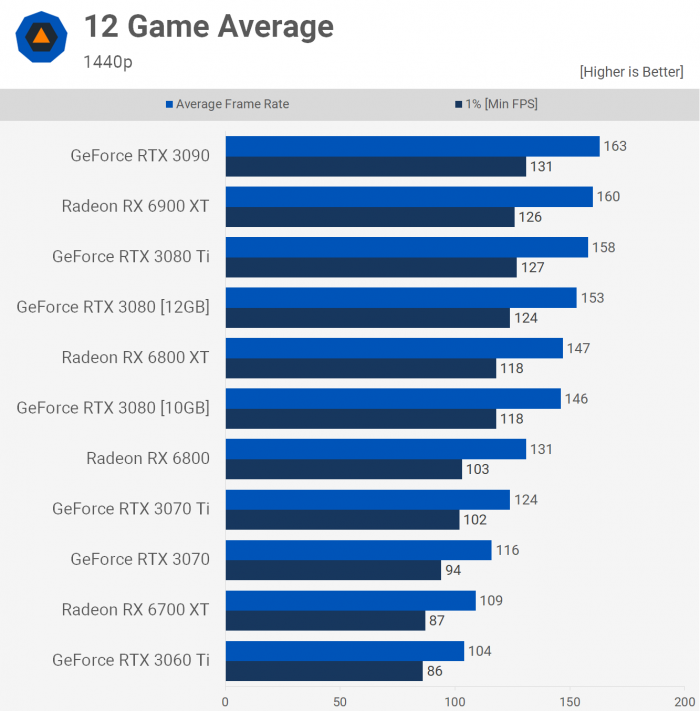 12 Game Average
1440p
[Higher is Better]
Average Frame Rate 1% [Min FPS]
GeForce RTX 3090 163
131
Radeon RX 6900 XT 160
126
GeForce RTX 3080 Ti 158
127
GeForce RTX 3080 [12GB] 153
124
Radeon RX 6800 XT 147
118
GeForce RTX 3080 [10GB] 146
118
Radeon RX 6800 131
103
GeForce RTX 3070 Ti 124
102
GeForce RTX 3070 116
94
Radeon RX 6700 XT 109
87
GeForce RTX 3060 Ti 104
86
0 50 100 150 200